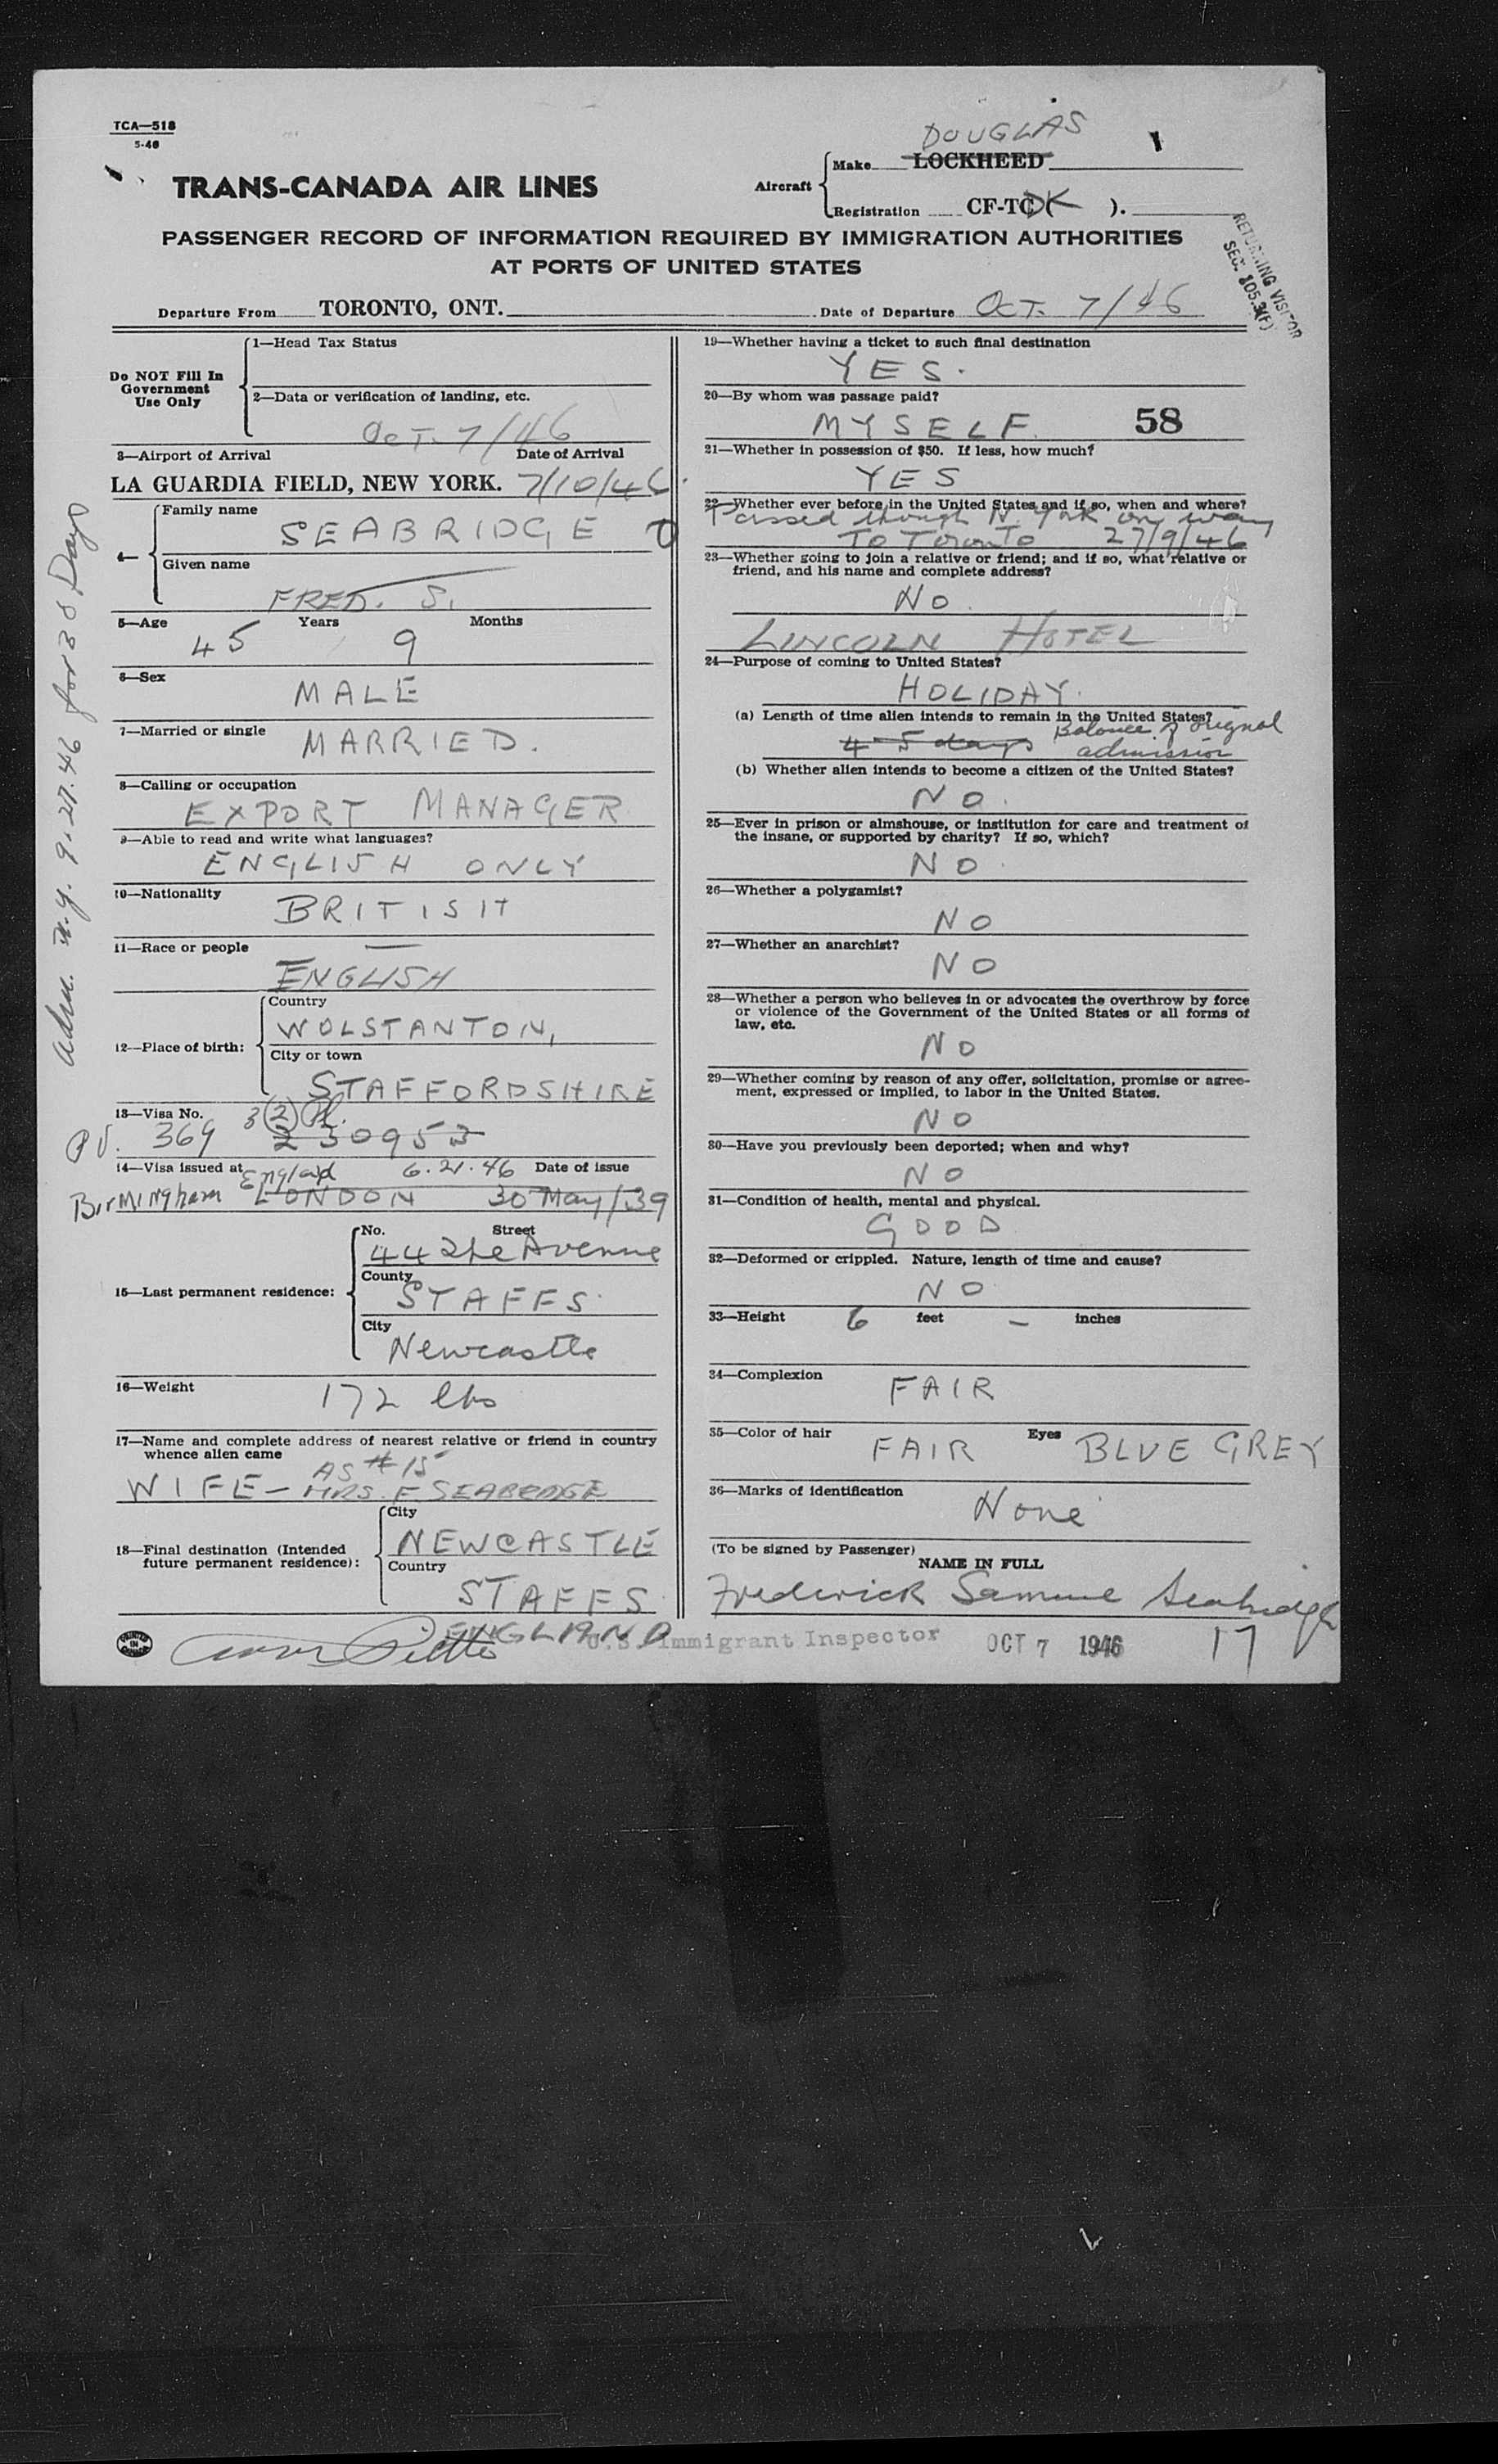 TCA—518
5-46
DOUGLAS
Aircraft
Make LOCKHEED
Registration CF-TC DK ( ).
TRANS-CANADA AIR LINES
PASSENGER RECORD OF INFORMATION REQUIRED BY IMMIGRATION AUTHORITIES
AT PORTS OF UNITED STATES
RETURNING VISITOR
SEC. 105.3(F)
Departure From TORONTO, ONT. Date of Departure OCT. 7/46
Adm. N.Y. 9.27.46 for 30 Days
Do NOT Fill In
Government
Use Only
1—Head Tax Status
2—Data or verification of landing, etc.
OCT. 7/46
3—Airport of Arrival Date of Arrival
LA GUARDIA FIELD, NEW YORK. 7/10/46.
4—
Family name
SEABRIDGE
Given name
FRED. S.
5—Age 45 Years 9 Months
6—Sex
MALE
7—Married or single
MARRIED.
8—Calling or occupation
EXPORT MANAGER
9—Able to read and write what languages?
ENGLISH ONLY
10—Nationality
BRITISH
11—Race or people
ENGLISH
12—Place of birth:
Country
WOLSTANTON,
City or town
STAFFORDSHIRE
13—Visa No. 3(2)
PV. 369 230953
14—Visa issued at England 6.21.46 Date of issue
Birmingham LONDON 30 May/39
15—Last permanent residence:
No. Street
44 Avenue
County
STAFFS
City
Newcastle
16—Weight
172 lbs
17—Name and complete address of nearest relative or friend in country
whence alien came
AS # 15
WIFE — MRS. F. SEABRIDGE
18—Final destination (Intended
future permanent residence):
City
NEWCASTLE
Country
STAFFS
ENGLAND
19—Whether having a ticket to such final destination
YES.
20—By whom was passage paid?
MYSELF. 58
21—Whether in possession of $50. If less, how much?
YES
22—Whether ever before in the United States and if so, when and where?
Passed through N. York on way
To Toronto 27/9/46
23—Whether going to join a relative or friend; and if so, what relative or
friend, and his name and complete address?
No.
LINCOLN HOTEL
24—Purpose of coming to United States?
HOLIDAY.
(a) Length of time alien intends to remain in the United States?
4-5 days Balance of orignal
admission
(b) Whether alien intends to become a citizen of the United States?
NO.
25—Ever in prison or almshouse, or institution for care and treatment of
the insane, or supported by charity? If so, which?
NO.
26—Whether a polygamist?
NO
27—Whether an anarchist?
NO
28—Whether a person who believes in or advocates the overthrow by force
or violence of the Government of the United States or all forms of
law, etc.
NO
29—Whether coming by reason of any offer, solicitation, promise or agree-
ment, expressed or implied, to labor in the United States.
NO
30—Have you previously been deported; when and why?
NO
31—Condition of health, mental and physical.
GOOD
32—Deformed or crippled. Nature, length of time and cause?
NO
33—Height 6 feet — inches
34—Complexion
FAIR
35—Color of hair FAIR Eyes BLUE GREY
36—Marks of identification
None
(To be signed by Passenger)
NAME IN FULL
Frederick Samuel Seabridge
PRINTED IN CANADA
U.S. Immigrant Inspector OCT 7 1946 17